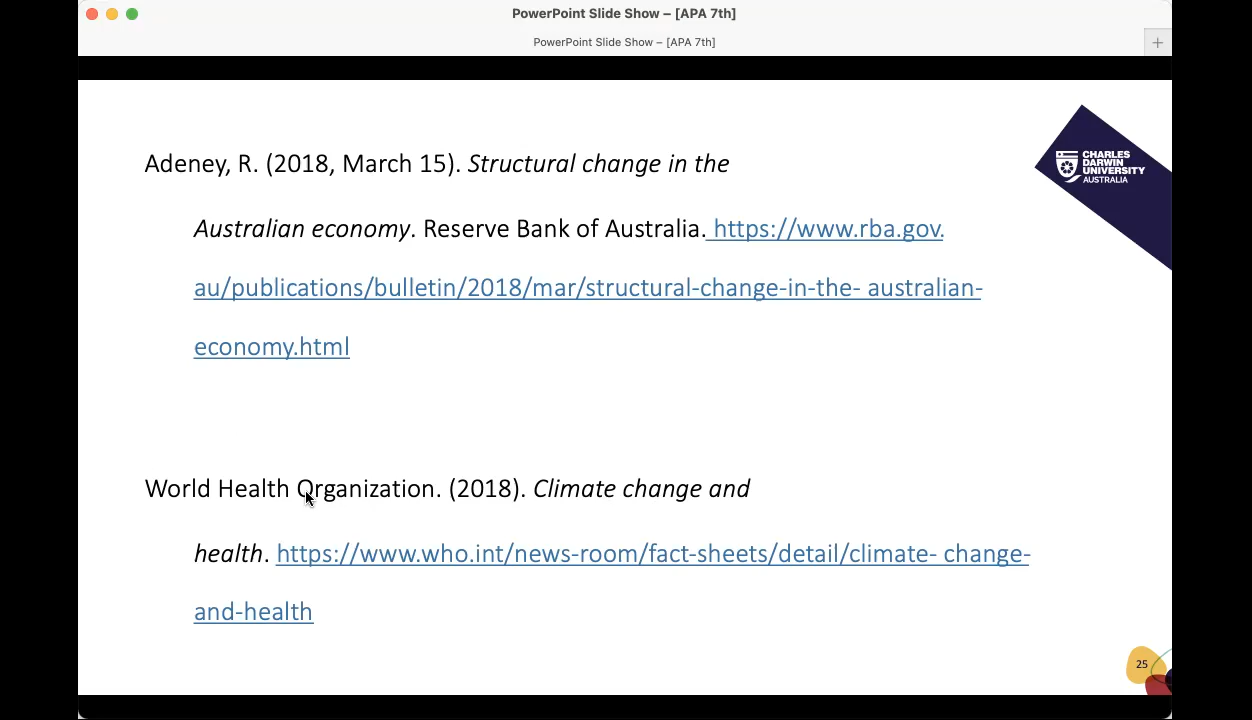 PowerPoint Slide Show – [APA 7th]
PowerPoint Slide Show – [APA 7th]
+
CHARLES
DARWIN
UNIVERSITY
AUSTRALIA
Adeney, R. (2018, March 15). Structural change in the
Australian economy. Reserve Bank of Australia. https://www.rba.gov.
au/publications/bulletin/2018/mar/structural-change-in-the- australian-
economy.html
World Health Organization. (2018). Climate change and
health. https://www.who.int/news-room/fact-sheets/detail/climate- change-
and-health
25